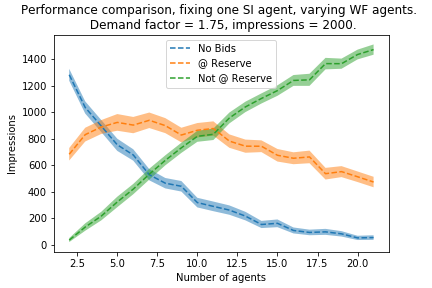 Performance comparison, fixing one SI agent, varying WF agents.
Demand factor = 1.75, impressions = 2000.
No Bids
@ Reserve
Not @ Reserve
Impressions
1400
1200
1000
800
600
400
200
0
2.5 5.0 7.5 10.0 12.5 15.0 17.5 20.0
Number of agents